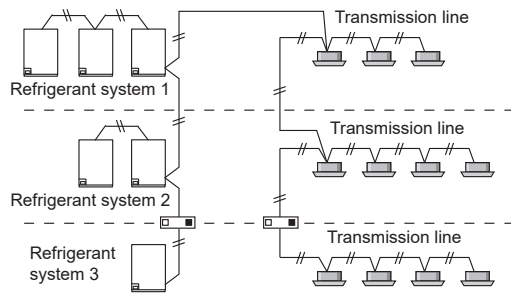 Transmission line
Refrigerant system 1
Transmission line
Refrigerant system 2
Transmission line
Refrigerant
system 3